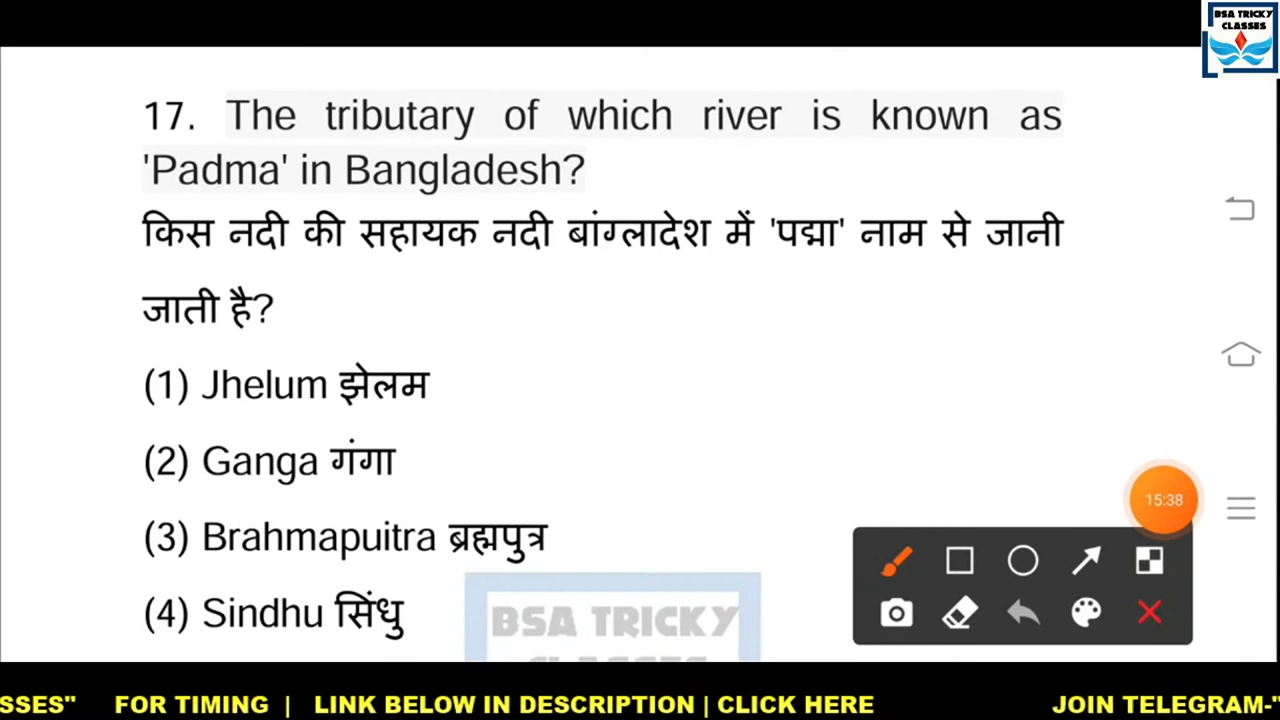 BSA TRICKY
CLASSES
17. The tributary of which river is known as
'Padma' in Bangladesh?
किस नदी की सहायक नदी बांग्लादेश में 'पद्मा' नाम से जानी
जाती है?
(1) Jhelum झेलम
(2) Ganga गंगा
(3) Brahmapuitra ब्रह्मपुत्र
(4) Sindhu सिंधु
15:38
BSA TRICKY
CLASSES
SSES" FOR TIMING | LINK BELOW IN DESCRIPTION | CLICK HERE JOIN TELEGRAM-"